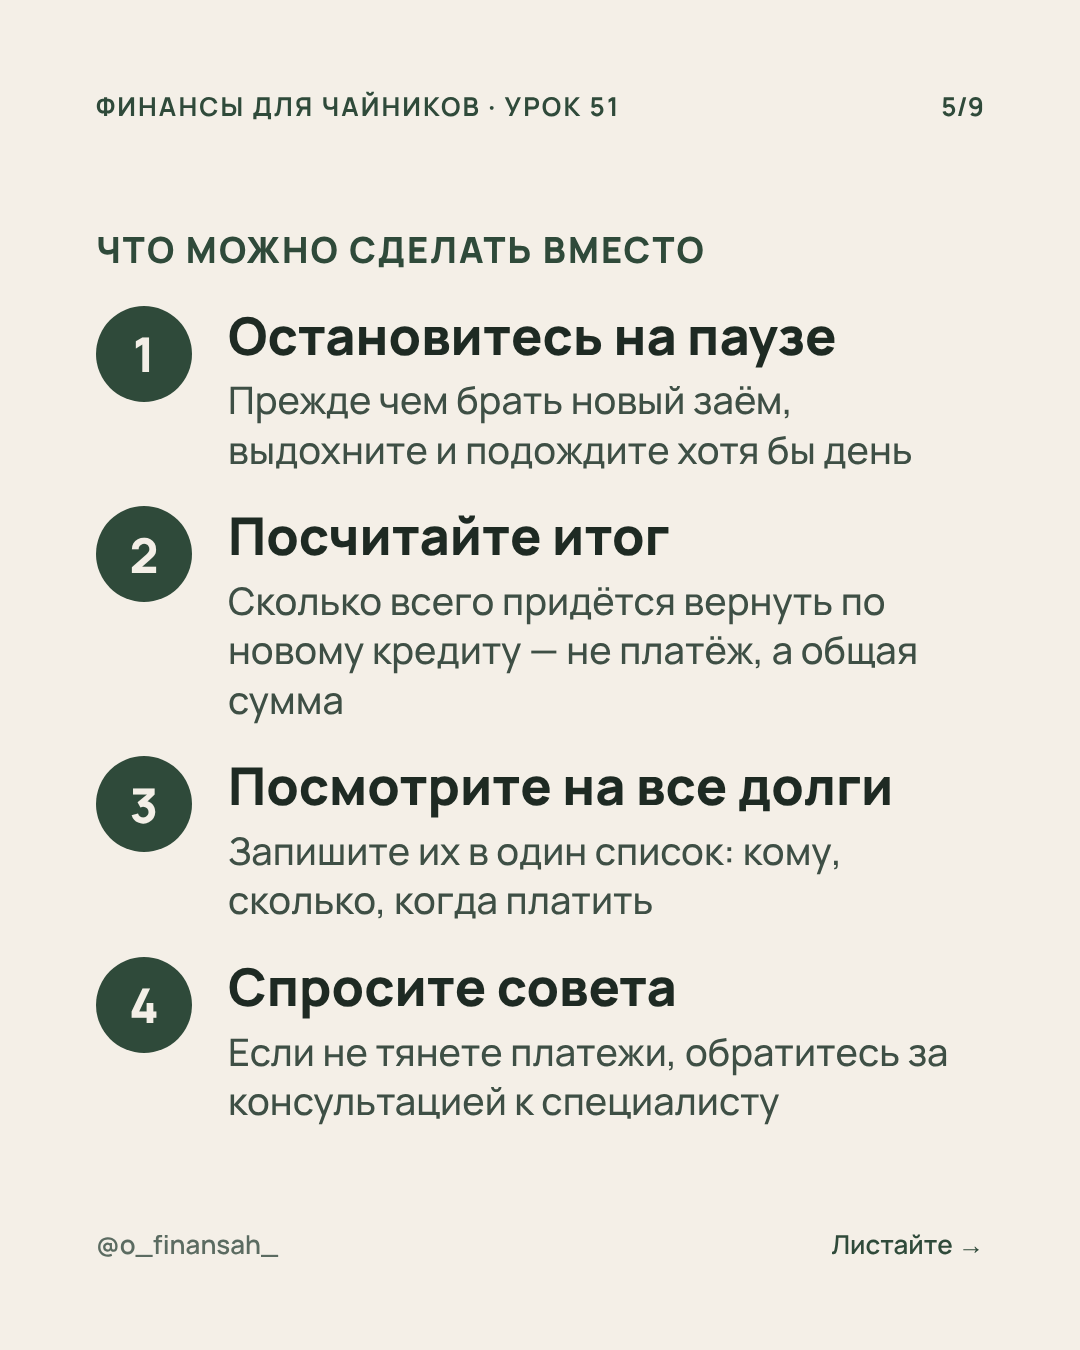 ФИНАНСЫ ДЛЯ ЧАЙНИКОВ · УРОК 51
5/9
ЧТО МОЖНО СДЕЛАТЬ ВМЕСТО
1
Остановитесь на паузе
Прежде чем брать новый заём,
выдохните и подождите хотя бы день
2
Посчитайте итог
Сколько всего придётся вернуть по
новому кредиту — не платёж, а общая
сумма
3
Посмотрите на все долги
Запишите их в один список: кому,
сколько, когда платить
4
Спросите совета
Если не тянете платежи, обратитесь за
консультацией к специалисту
@o_finansah_
Листайте →